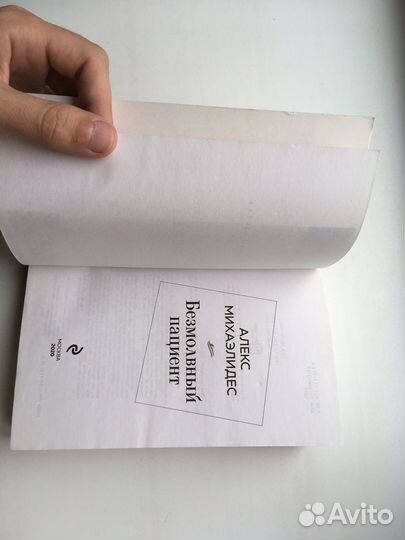 АЛЕКС
МИХАЭЛИДЕС
Безмолвный
пациент
МОСКВА
2020
Avito